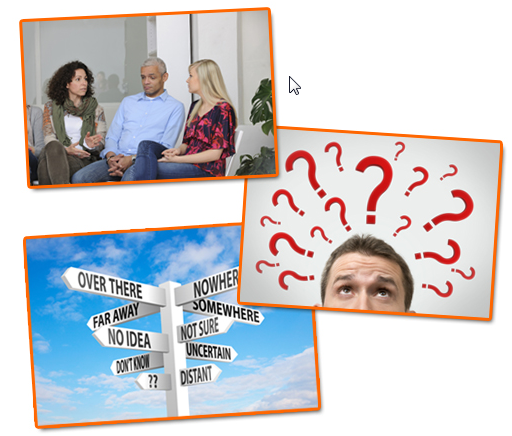 OVER THERE
FAR AWAY
NO IDEA
DON'T KNOW
??
NOWHERE
SOMEWHERE
NOT SURE
UNCERTAIN
DISTANT